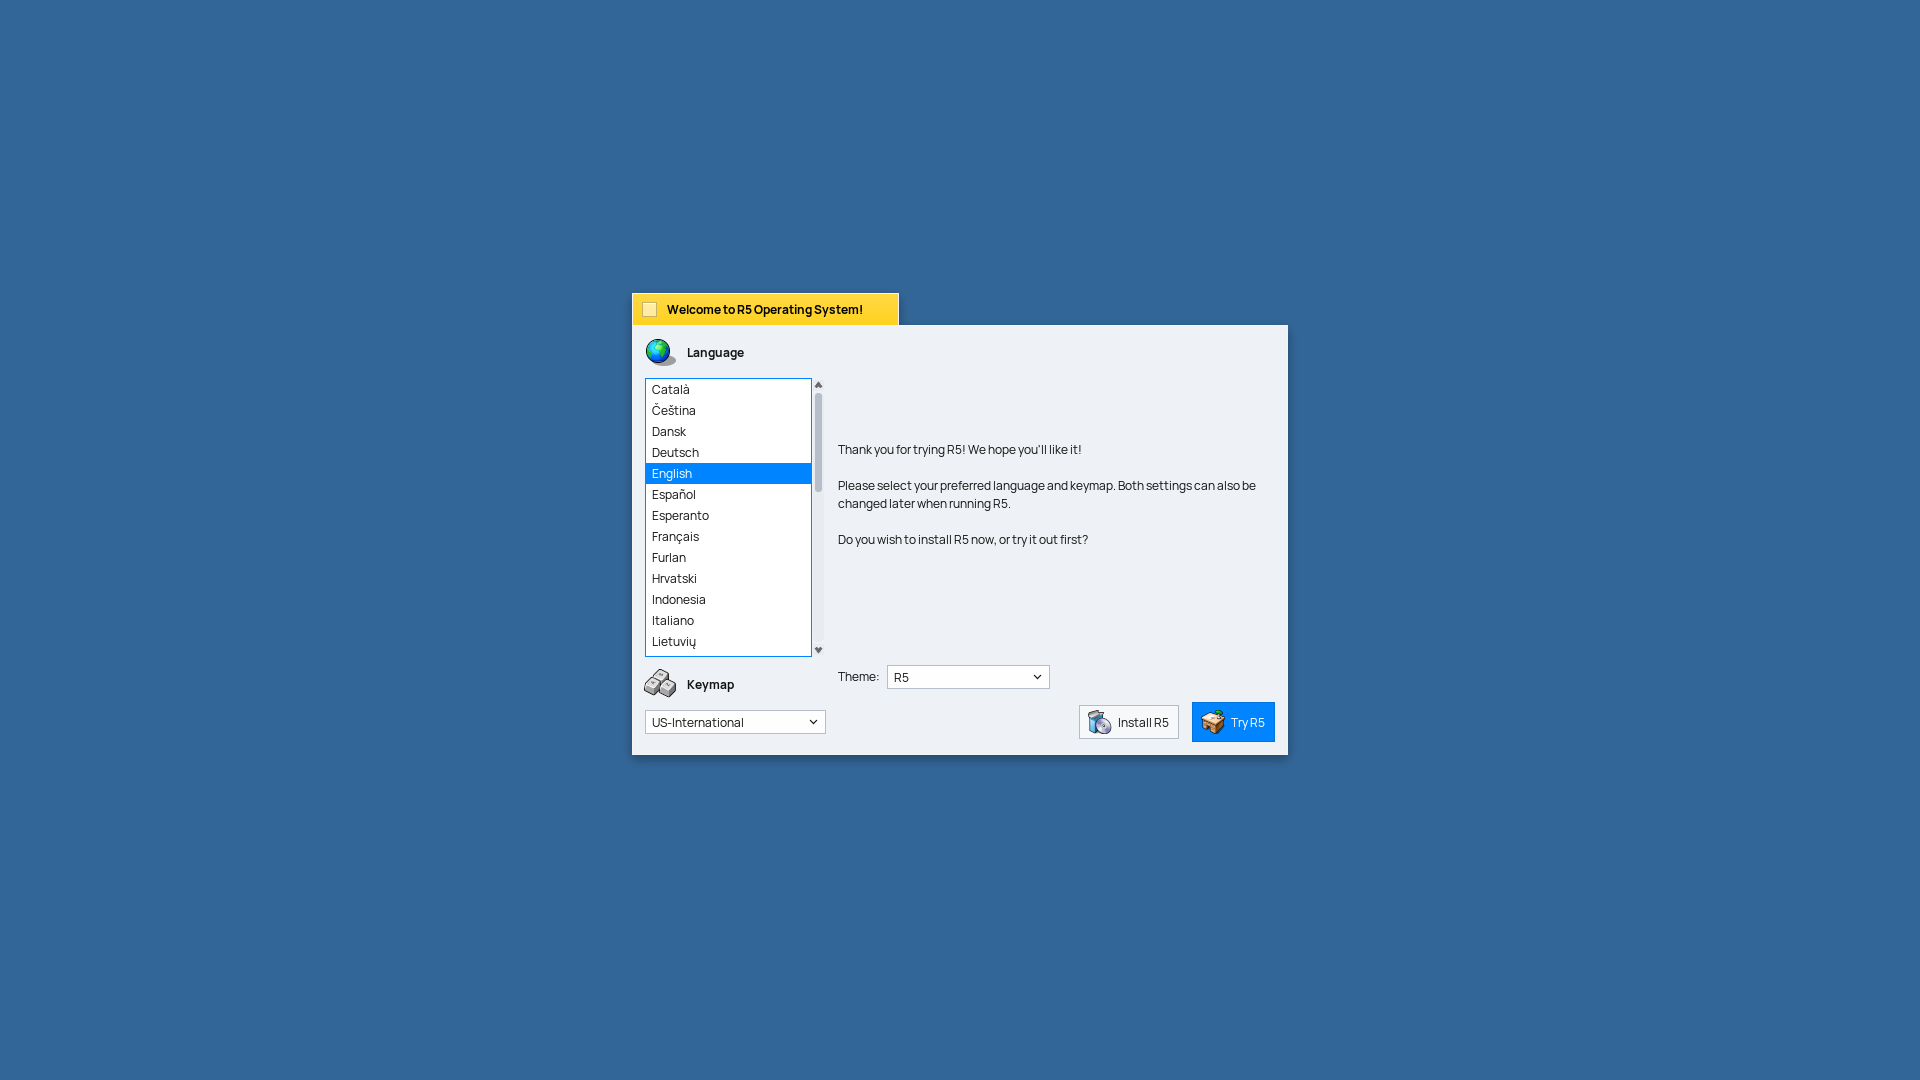 Welcome to R5 Operating System!
Language
Català
Čeština
Dansk
Deutsch
English
Español
Esperanto
Français
Furlan
Hrvatski
Indonesia
Italiano
Lietuvių
Thank you for trying R5! We hope you'll like it!
Please select your preferred language and keymap. Both settings can also be
changed later when running R5.
Do you wish to install R5 now, or try it out first?
Theme: R5
Keymap
US-International
Install R5
Try R5